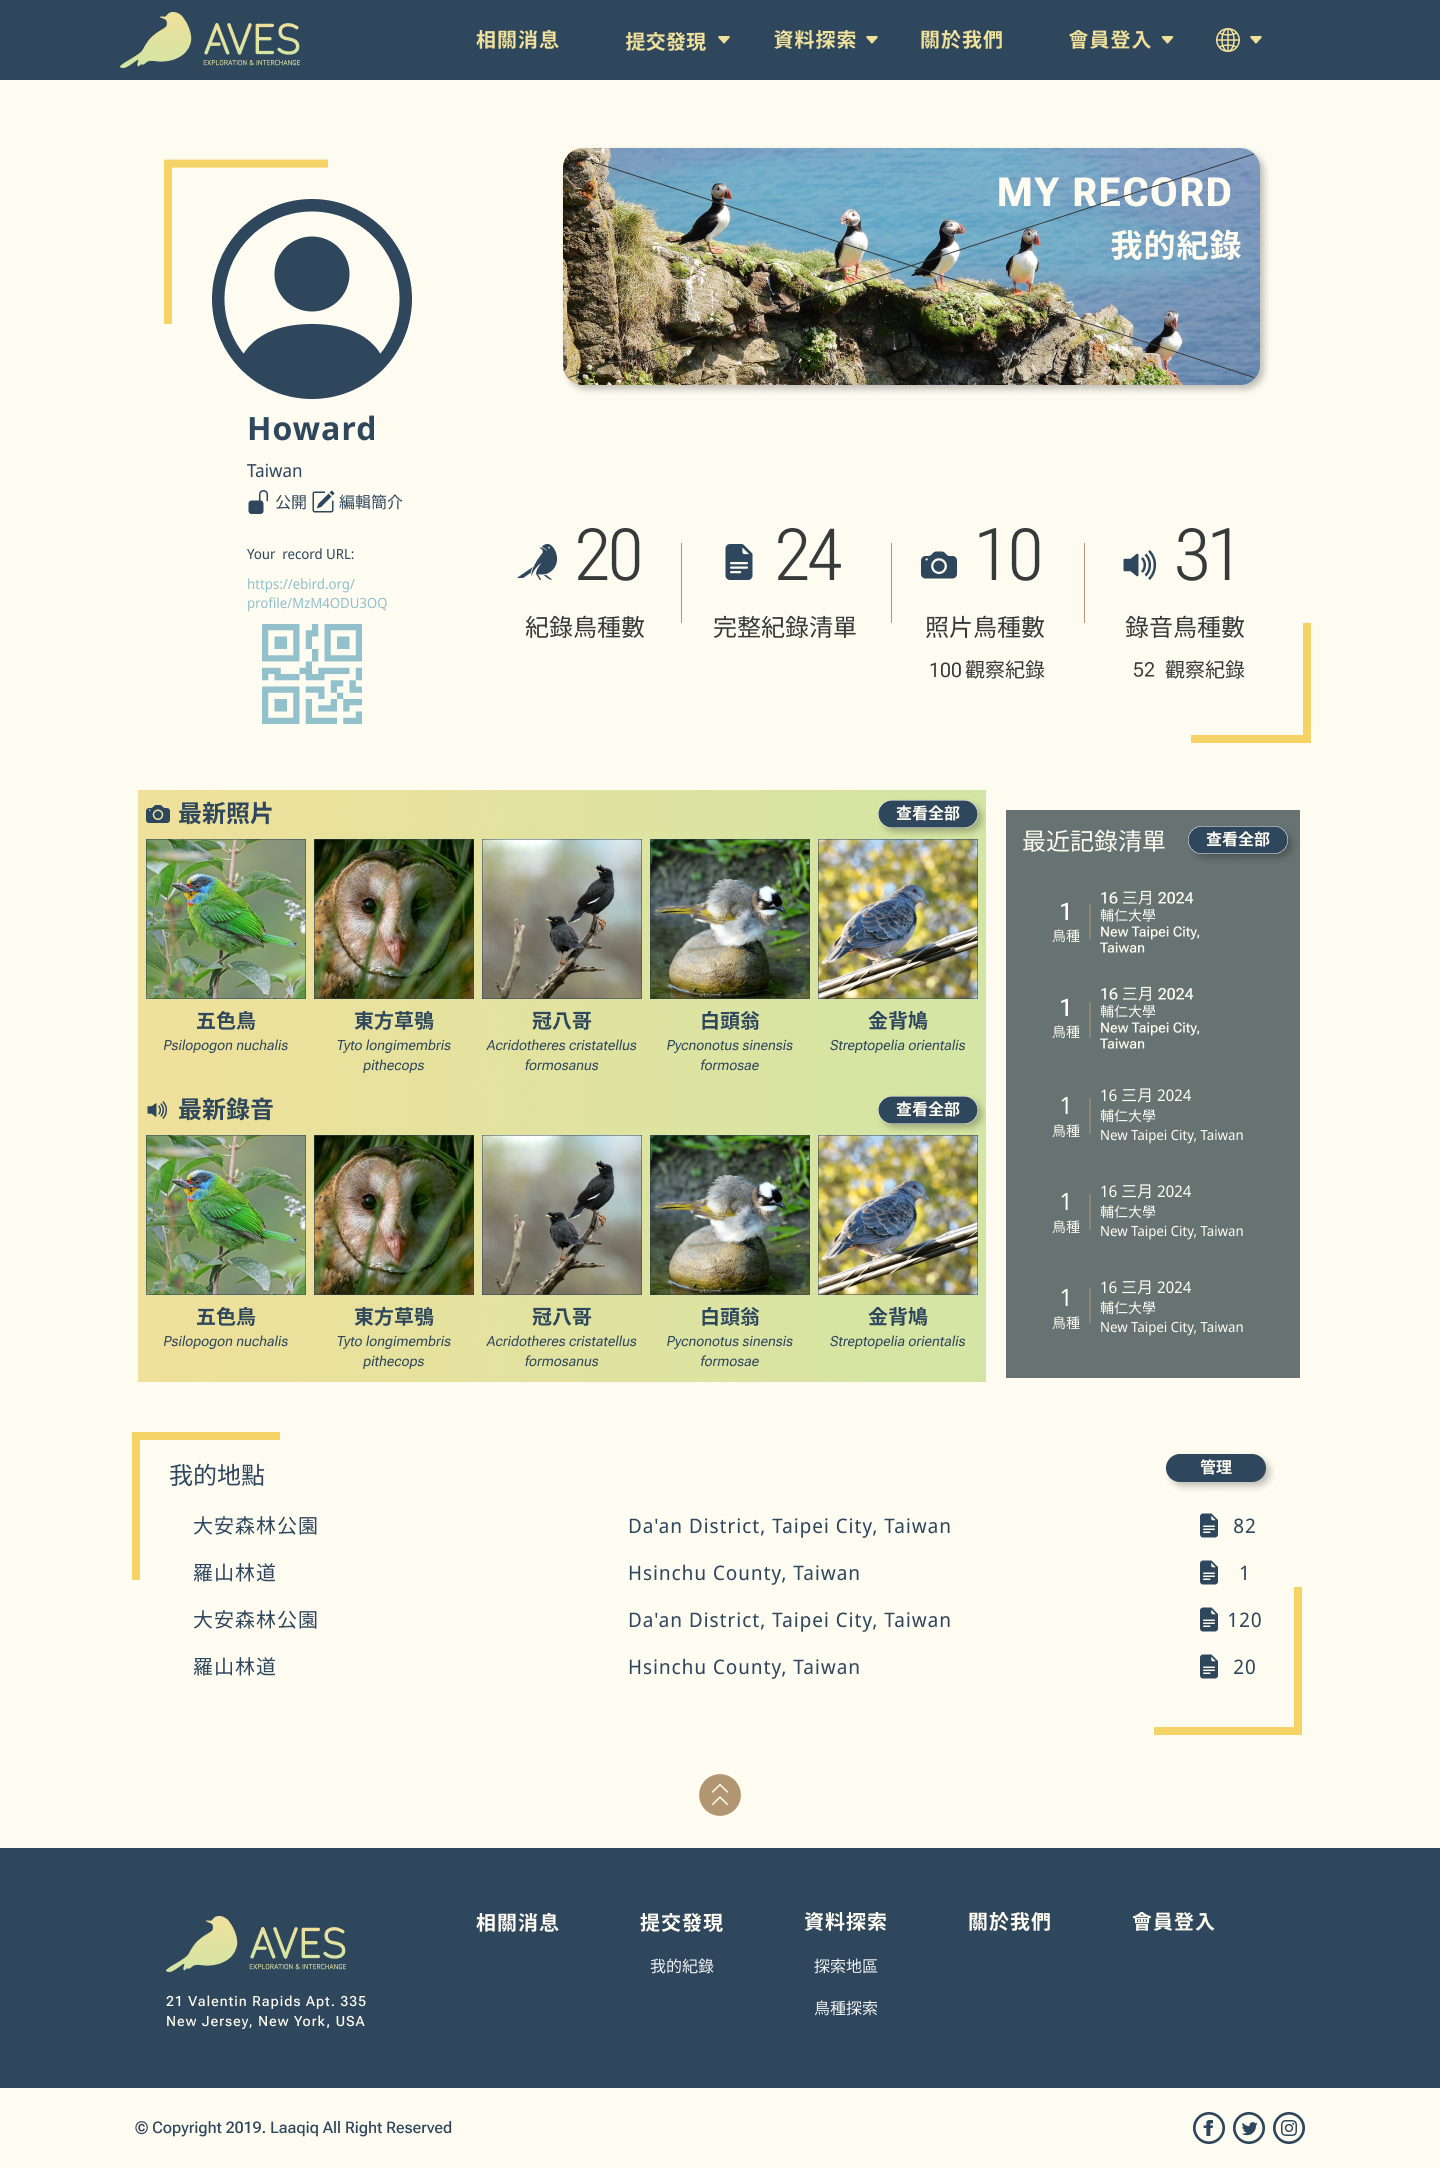 AVES
EXPLORATION & INTERCHANGE
相關消息
提交發現
資料探索
關於我們
會員登入
MY RECORD
我的紀錄
Howard
Taiwan
公開 編輯簡介
Your record URL:
https://ebird.org/
profile/MzM4ODU3OQ
20
紀錄鳥種數
24
完整紀錄清單
10
照片鳥種數
100 觀察紀錄
31
錄音鳥種數
52 觀察紀錄
最新照片
查看全部
五色鳥
Psilopogon nuchalis
東方草鴞
Tyto longimembris
pithecops
冠八哥
Acridotheres cristatellus
formosanus
白頭翁
Pycnonotus sinensis
formosae
金背鳩
Streptopelia orientalis
最新錄音
查看全部
五色鳥
Psilopogon nuchalis
東方草鴞
Tyto longimembris
pithecops
冠八哥
Acridotheres cristatellus
formosanus
白頭翁
Pycnonotus sinensis
formosae
金背鳩
Streptopelia orientalis
最近記錄清單
查看全部
1
鳥種
16 三月 2024
輔仁大學
New Taipei City,
Taiwan
1
鳥種
16 三月 2024
輔仁大學
New Taipei City,
Taiwan
1
鳥種
16 三月 2024
輔仁大學
New Taipei City, Taiwan
1
鳥種
16 三月 2024
輔仁大學
New Taipei City, Taiwan
1
鳥種
16 三月 2024
輔仁大學
New Taipei City, Taiwan
我的地點
管理
大安森林公園 Da'an District, Taipei City, Taiwan 82
羅山林道 Hsinchu County, Taiwan 1
大安森林公園 Da'an District, Taipei City, Taiwan 120
羅山林道 Hsinchu County, Taiwan 20
AVES
EXPLORATION & INTERCHANGE
21 Valentin Rapids Apt. 335
New Jersey, New York, USA
相關消息
提交發現
我的紀錄
資料探索
探索地區
鳥種探索
關於我們
會員登入
© Copyright 2019. Laaqiq All Right Reserved